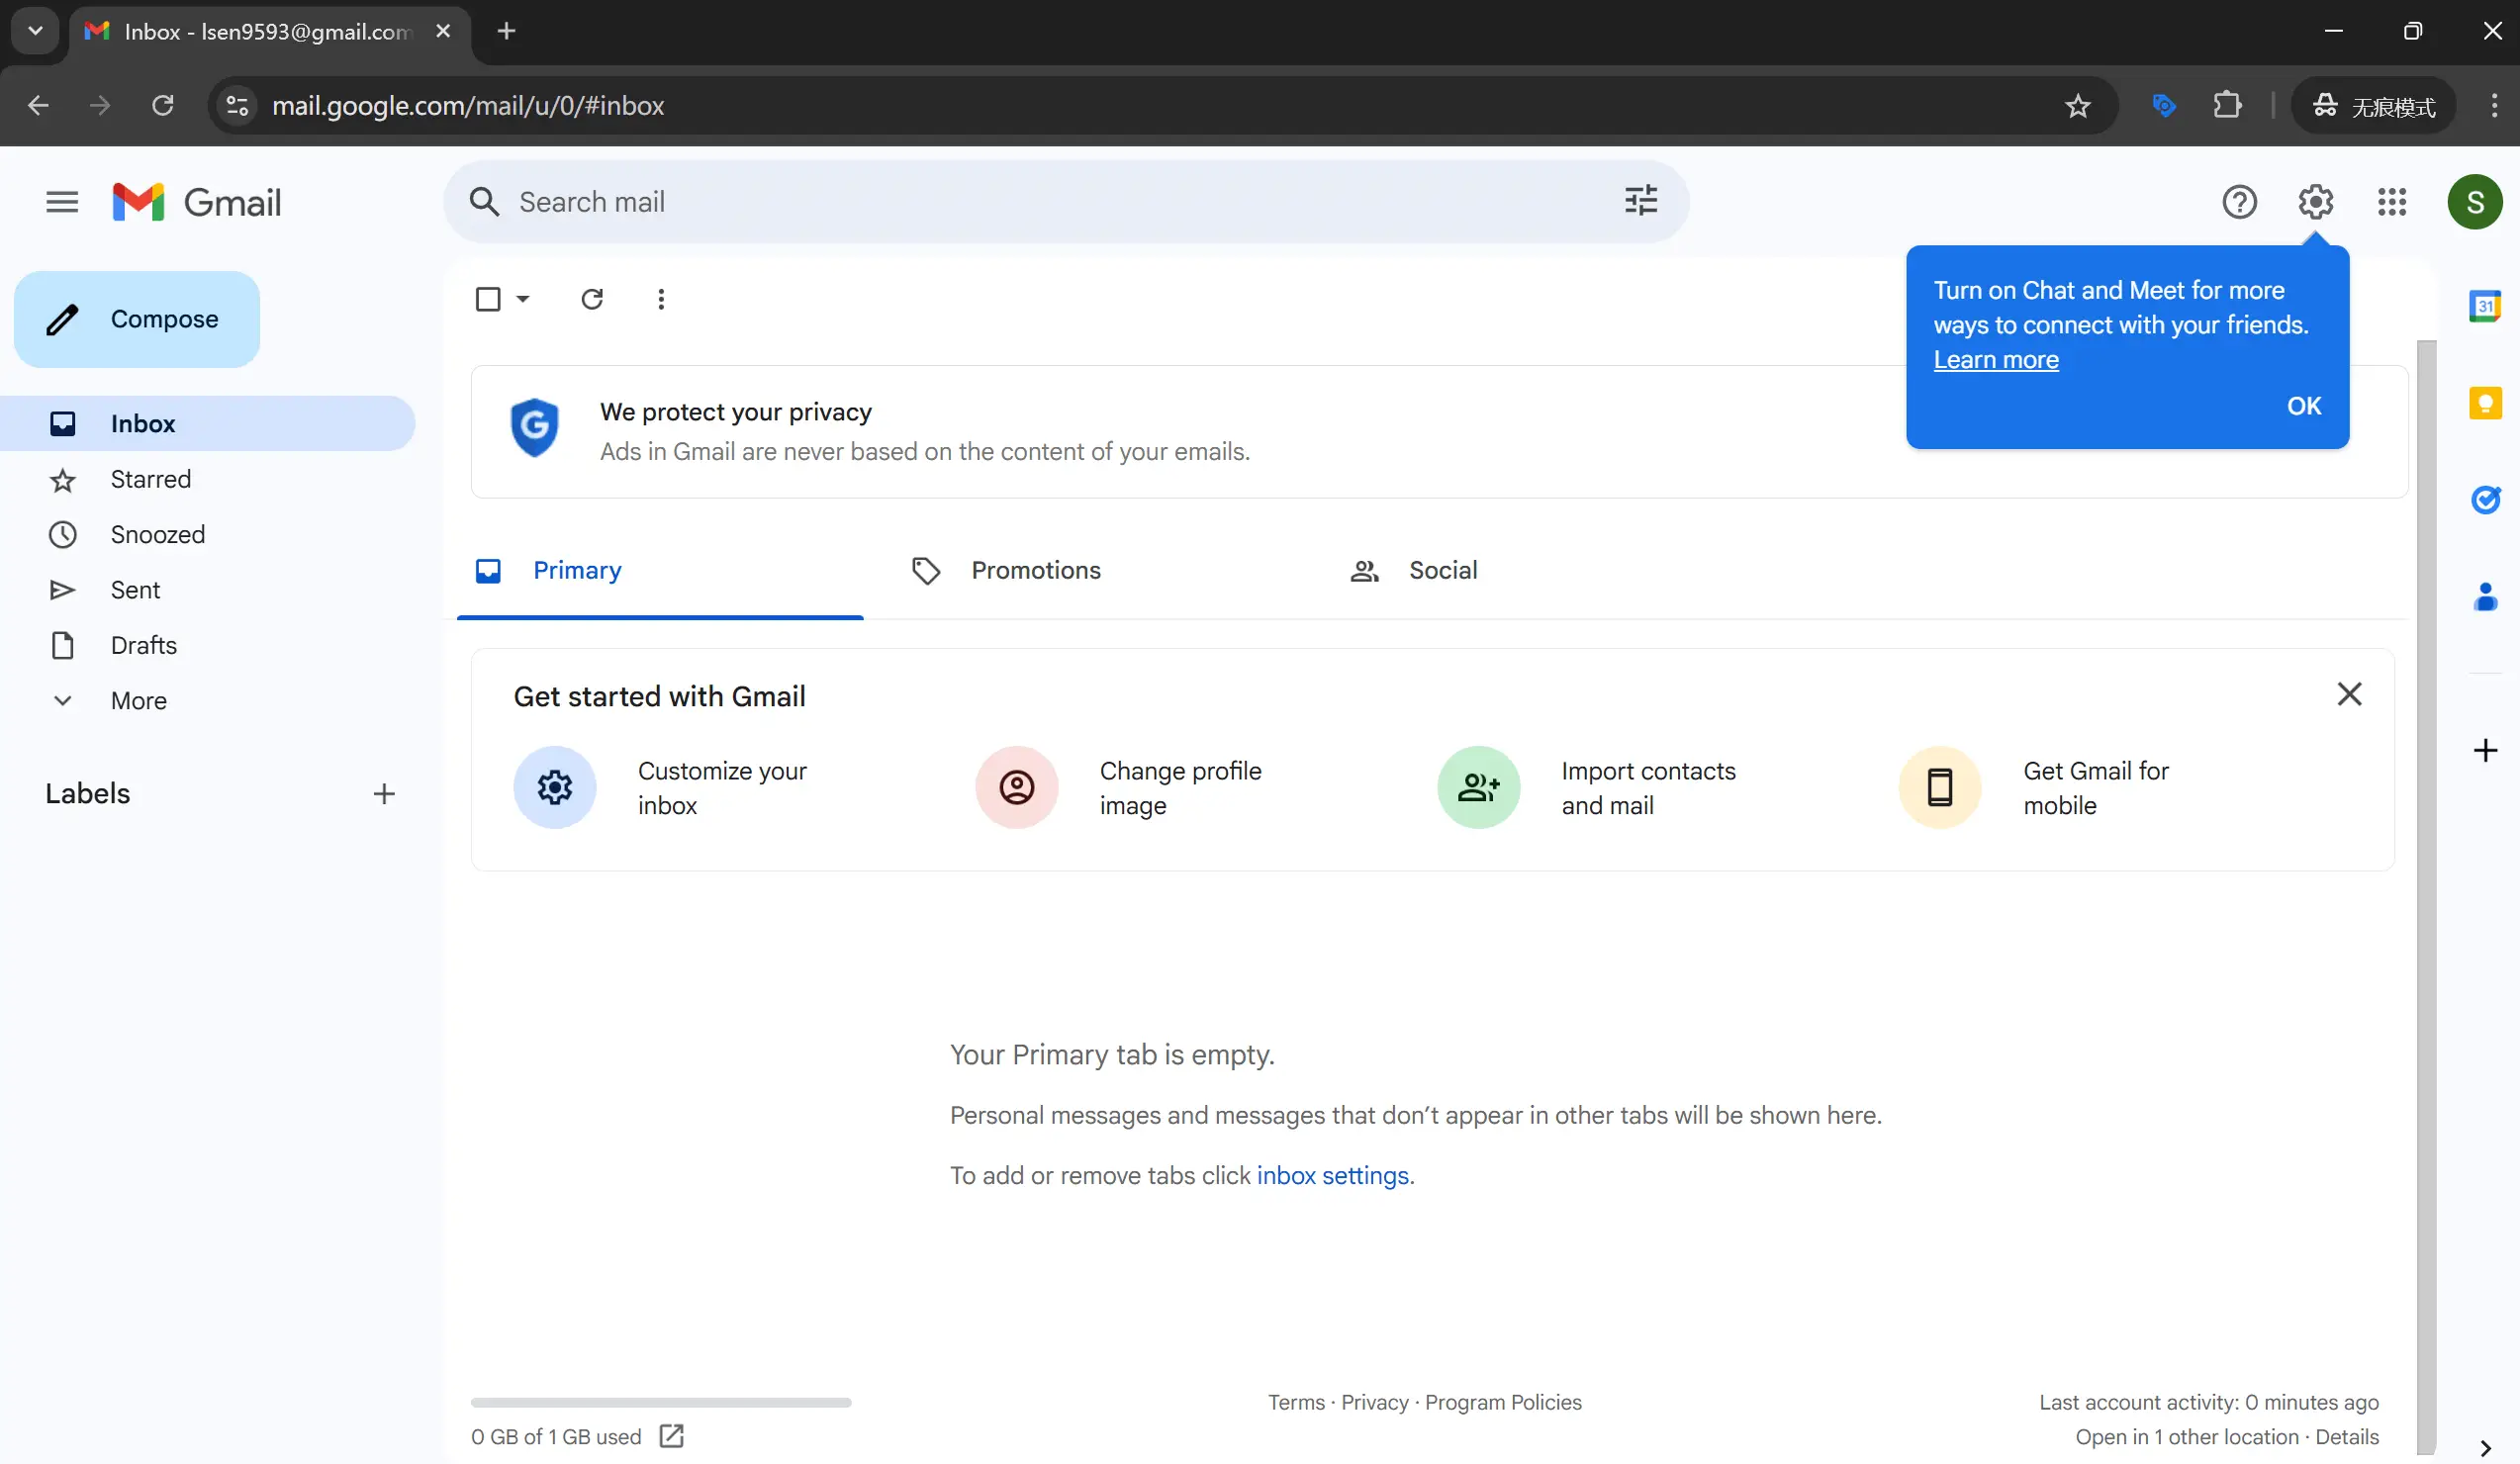 Inbox - lsen9593@gmail.com
mail.google.com/mail/u/0/#inbox
无痕模式
Gmail
Search mail
S
Turn on Chat and Meet for more
ways to connect with your friends.
Learn more
OK
31
Compose
Inbox
Starred
Snoozed
Sent
Drafts
More
Labels
G
We protect your privacy
Ads in Gmail are never based on the content of your emails.
Primary
Promotions
Social
Get started with Gmail
Customize your
inbox
Change profile
image
Import contacts
and mail
Get Gmail for
mobile
Your Primary tab is empty.
Personal messages and messages that don’t appear in other tabs will be shown here.
To add or remove tabs click inbox settings.
0 GB of 1 GB used
Terms · Privacy · Program Policies
Last account activity: 0 minutes ago
Open in 1 other location · Details